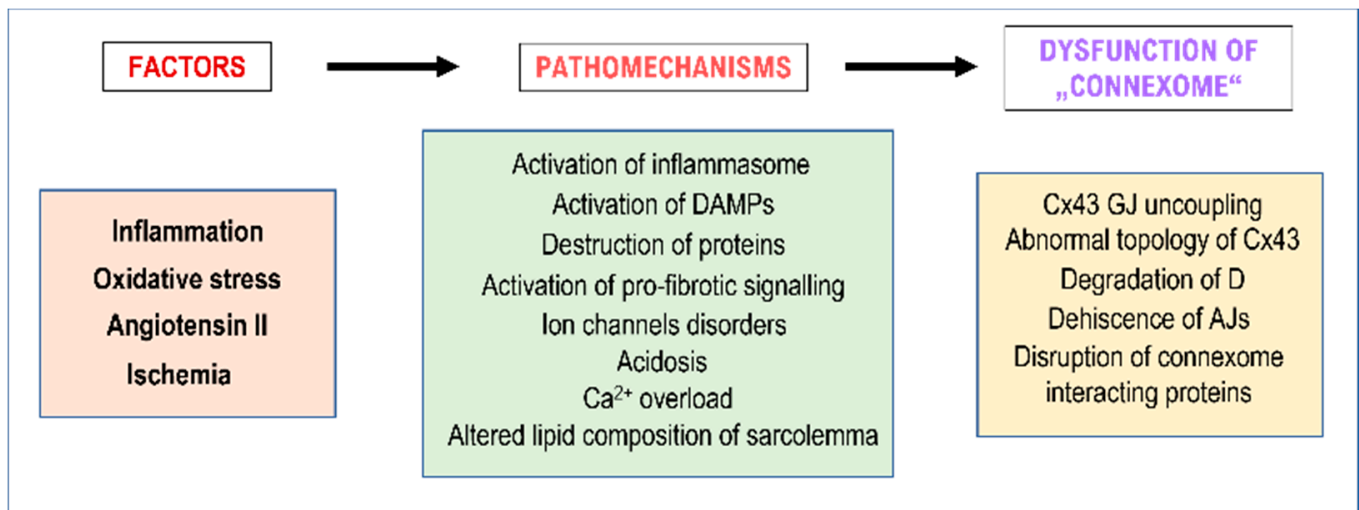 FACTORS
PATHOMECHANISMS
DYSFUNCTION OF
„CONNEXOME“
Inflammation
Oxidative stress
Angiotensin II
Ischemia
Activation of inflammasome
Activation of DAMPs
Destruction of proteins
Activation of pro-fibrotic signalling
Ion channels disorders
Acidosis
Ca²⁺ overload
Altered lipid composition of sarcolemma
Cx43 GJ uncoupling
Abnormal topology of Cx43
Degradation of D
Dehiscence of AJs
Disruption of connexome
interacting proteins